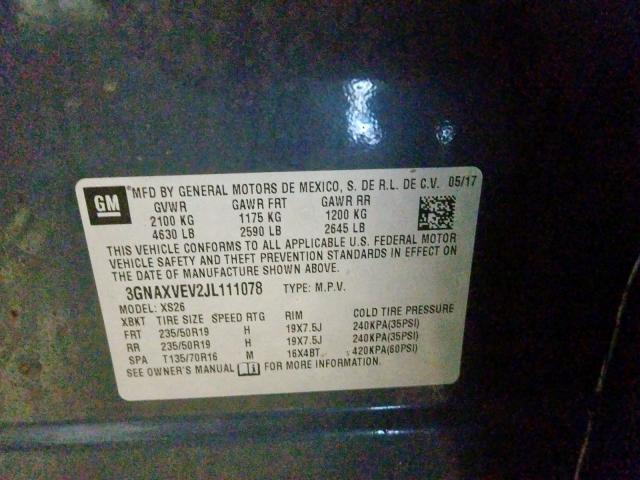 GM
MFD BY GENERAL MOTORS DE MEXICO, S. DE R.L. DE C.V. 05/17
GVWR GAWR FRT GAWR RR
2100 KG 1175 KG 1200 KG
4630 LB 2590 LB 2645 LB
THIS VEHICLE CONFORMS TO ALL APPLICABLE U.S. FEDERAL MOTOR
VEHICLE SAFETY AND THEFT PREVENTION STANDARDS IN EFFECT ON
THE DATE OF MANUFACTURE SHOWN ABOVE.
3GNAXVEV2JL111078 TYPE: M.P.V.
MODEL: XS26
XBKT TIRE SIZE SPEED RTG RIM COLD TIRE PRESSURE
FRT 235/50R19 H 19X7.5J 240KPA(35PSI)
RR 235/50R19 H 19X7.5J 240KPA(35PSI)
SPA T135/70R16 M 16X4BT 420KPA(60PSI)
SEE OWNER'S MANUAL FOR MORE INFORMATION.